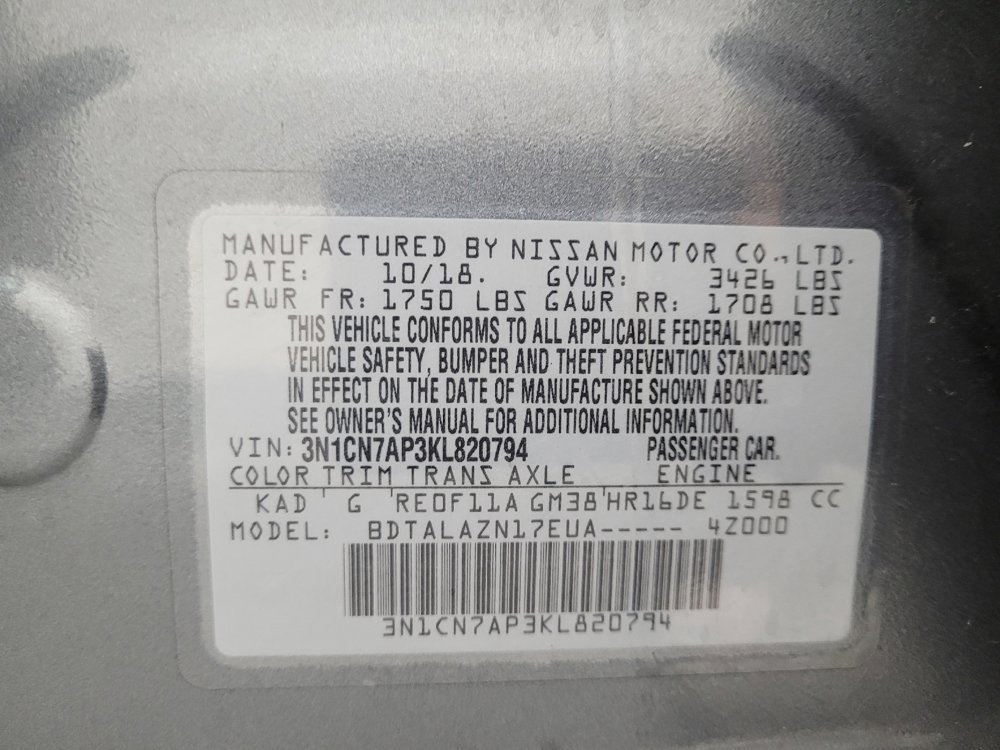 MANUFACTURED BY NISSAN MOTOR CO., LTD.
DATE: 10/18. GVWR: 3426 LBS
GAWR FR: 1750 LBS GAWR RR: 1708 LBS
THIS VEHICLE CONFORMS TO ALL APPLICABLE FEDERAL MOTOR
VEHICLE SAFETY, BUMPER AND THEFT PREVENTION STANDARDS
IN EFFECT ON THE DATE OF MANUFACTURE SHOWN ABOVE.
SEE OWNER'S MANUAL FOR ADDITIONAL INFORMATION.
VIN: 3N1CN7AP3KL820794 PASSENGER CAR.
COLOR TRIM TRANS AXLE ENGINE
KAD ' G 'RE0F11A GM38'HR16DE 1598 CC
MODEL: BDTALAZN17EUA----- 4Z000
3N1CN7AP3KL820794